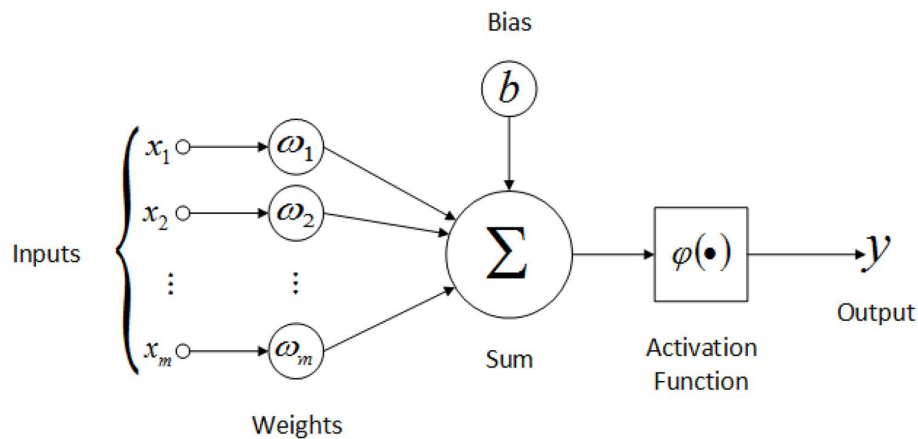 Bias
b
x₁
ω₁
x₂
ω₂
Inputs
⋮
⋮
Σ
φ(•)
y
Output
xₘ
ωₘ
Sum
Activation
Function
Weights